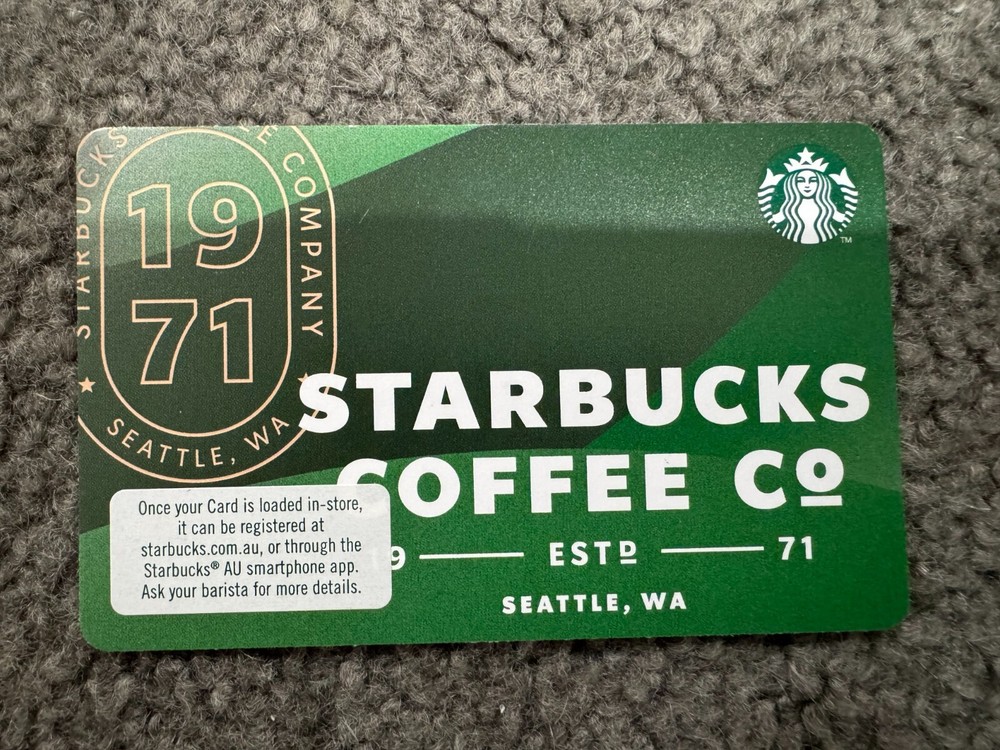 STARBUCKS
COMPANY
19
71
SEATTLE, WA
TM
STARBUCKS
COFFEE Cº
9 ESTD 71
SEATTLE, WA
Once your Card is loaded in-store,
it can be registered at
starbucks.com.au, or through the
Starbucks® AU smartphone app.
Ask your barista for more details.